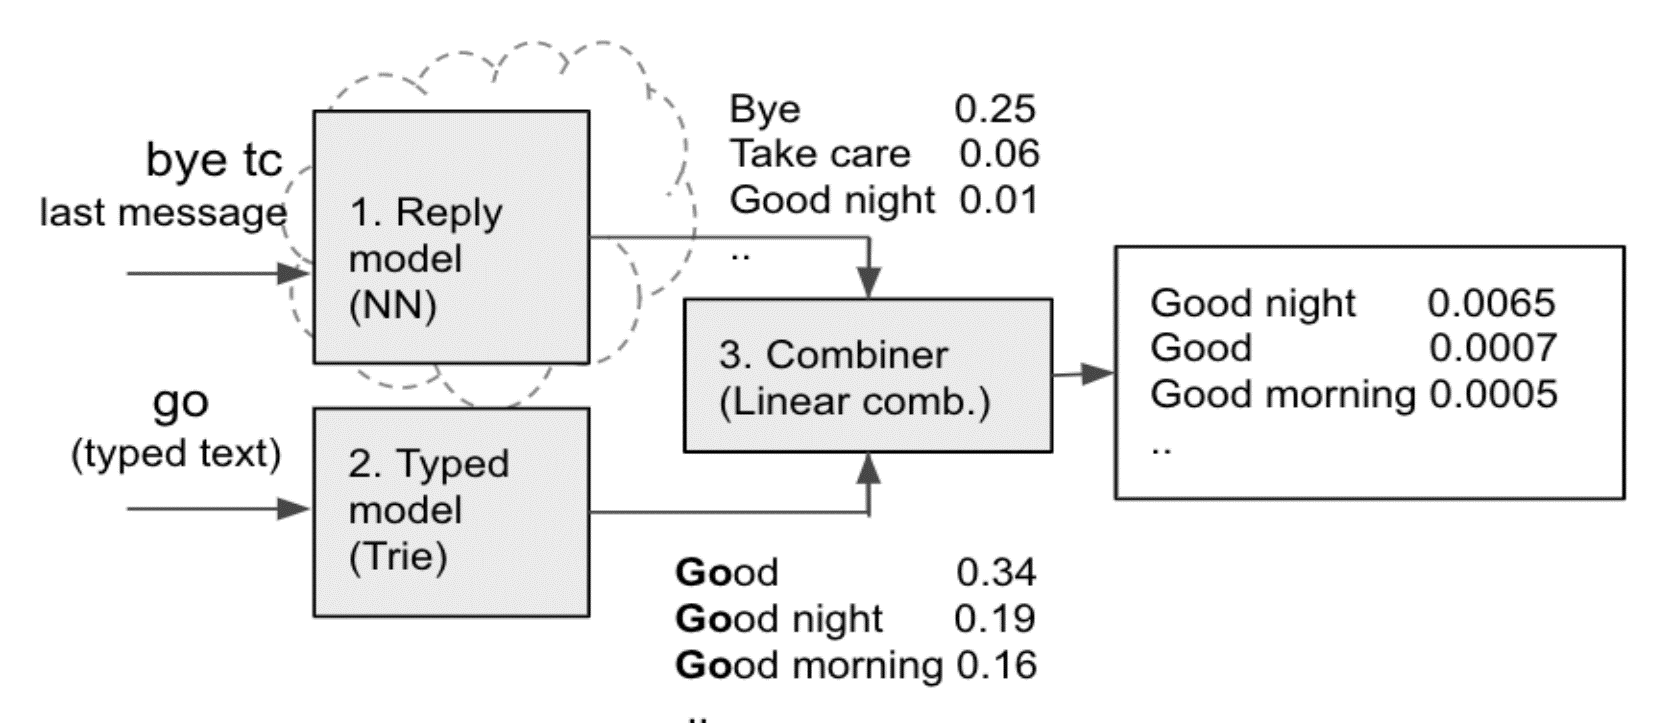 bye tc
last message
1. Reply
model
(NN)
Bye 0.25
Take care 0.06
Good night 0.01
..
go
(typed text)
2. Typed
model
(Trie)
Good 0.34
Good night 0.19
Good morning 0.16
..
3. Combiner
(Linear comb.)
Good night 0.0065
Good 0.0007
Good morning 0.0005
..